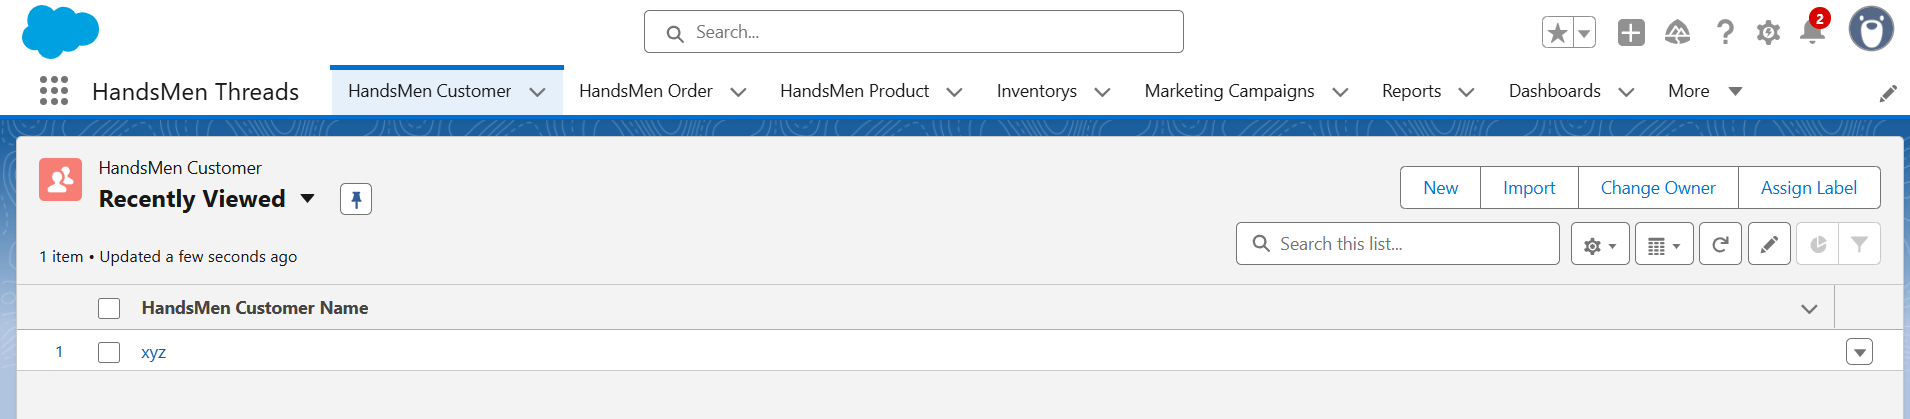 Search...
2
HandsMen Threads HandsMen Customer HandsMen Order HandsMen Product Inventorys Marketing Campaigns Reports Dashboards More
HandsMen Customer
Recently Viewed
New Import Change Owner Assign Label
1 item • Updated a few seconds ago
Search this list...
HandsMen Customer Name
1 xyz